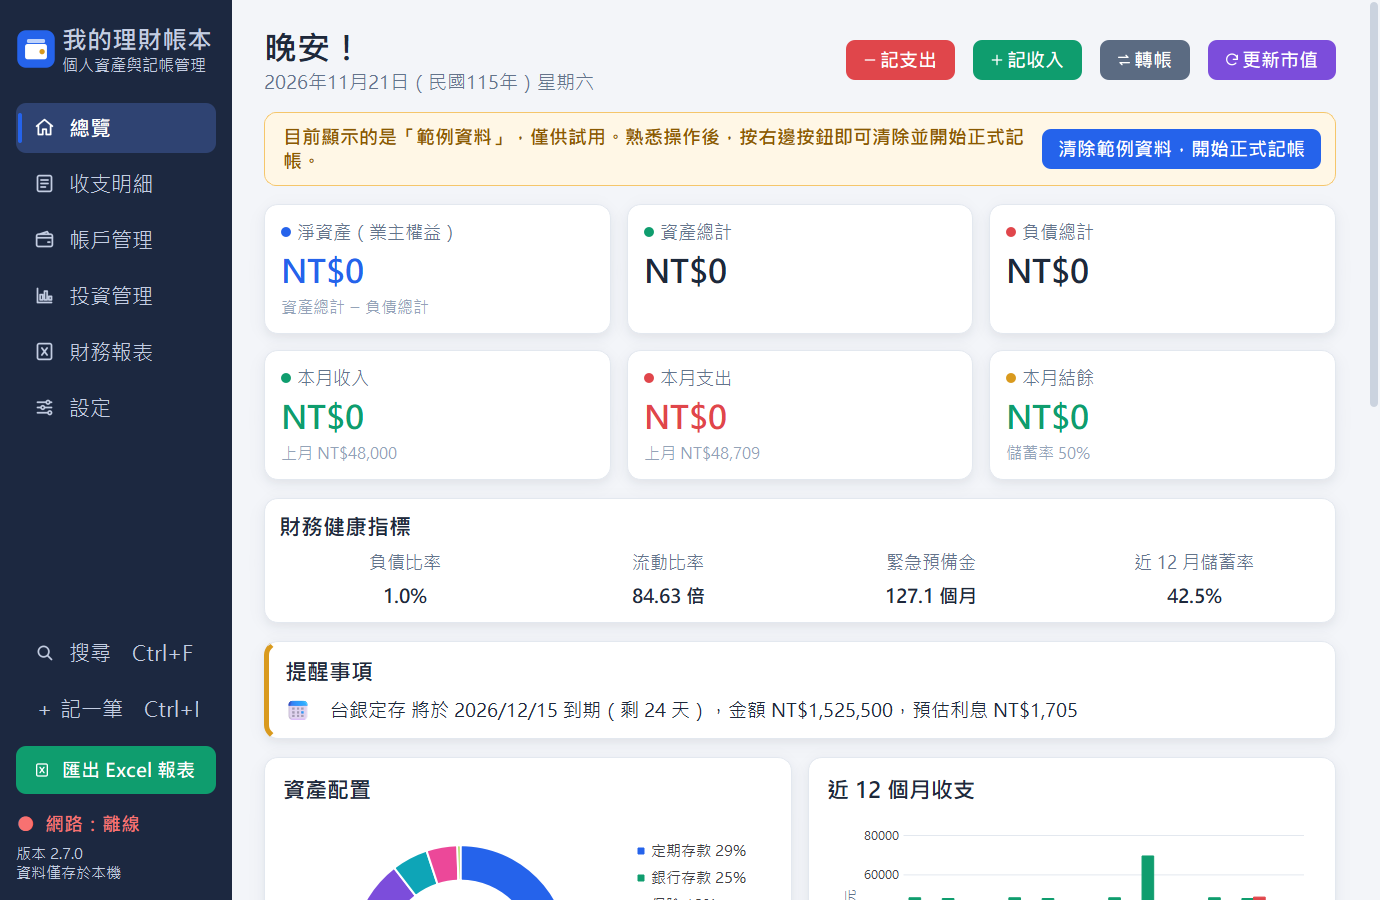 我的理財帳本
個人資產與記帳管理
總覽
收支明細
帳戶管理
投資管理
財務報表
設定
搜尋 Ctrl+F
+ 記一筆 Ctrl+I
匯出 Excel 報表
網路：離線
版本 2.7.0
資料僅存於本機
晚安！
2026年11月21日（民國115年）星期六
－記支出
＋記收入
⇄轉帳
更新市值
目前顯示的是「範例資料」，僅供試用。熟悉操作後，按右邊按鈕即可清除並開始正式記
帳。
清除範例資料，開始正式記帳
淨資產（業主權益）
NT$0
資產總計 − 負債總計
資產總計
NT$0
負債總計
NT$0
本月收入
NT$0
上月 NT$48,000
本月支出
NT$0
上月 NT$48,709
本月結餘
NT$0
儲蓄率 50%
財務健康指標
負債比率
1.0%
流動比率
84.63 倍
緊急預備金
127.1 個月
近 12 月儲蓄率
42.5%
提醒事項
台銀定存 將於 2026/12/15 到期（剩 24 天），金額 NT$1,525,500，預估利息 NT$1,705
資產配置
定期存款 29%
銀行存款 25%
近 12 個月收支
80000
60000
元